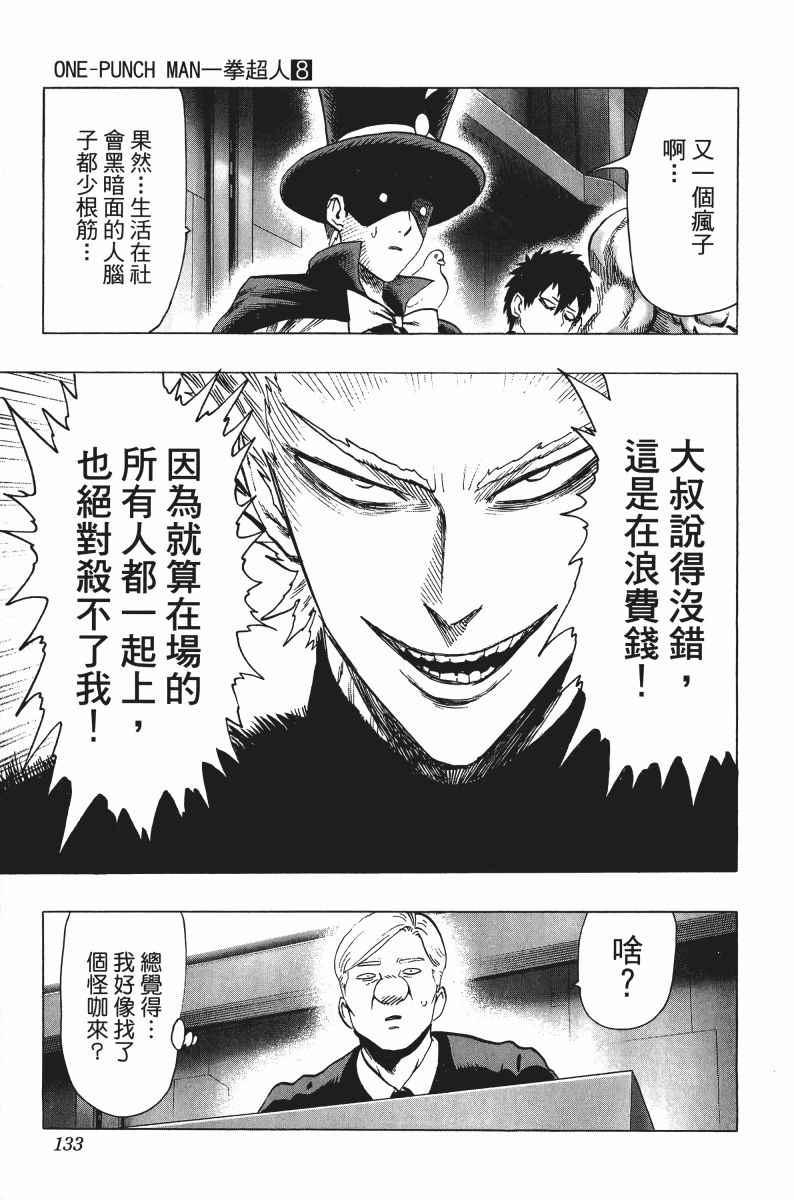 ONE-PUNCH MAN一拳超人8
又一個瘋子
啊…
果然…生活在社
會黑暗面的人腦
子都少根筋…
大叔說得沒錯，
這是在浪費錢！
因為就算在場的
所有人都一起上，
也絕對殺不了我！
啥？
總覺得…
我好像找了
個怪咖來？
133